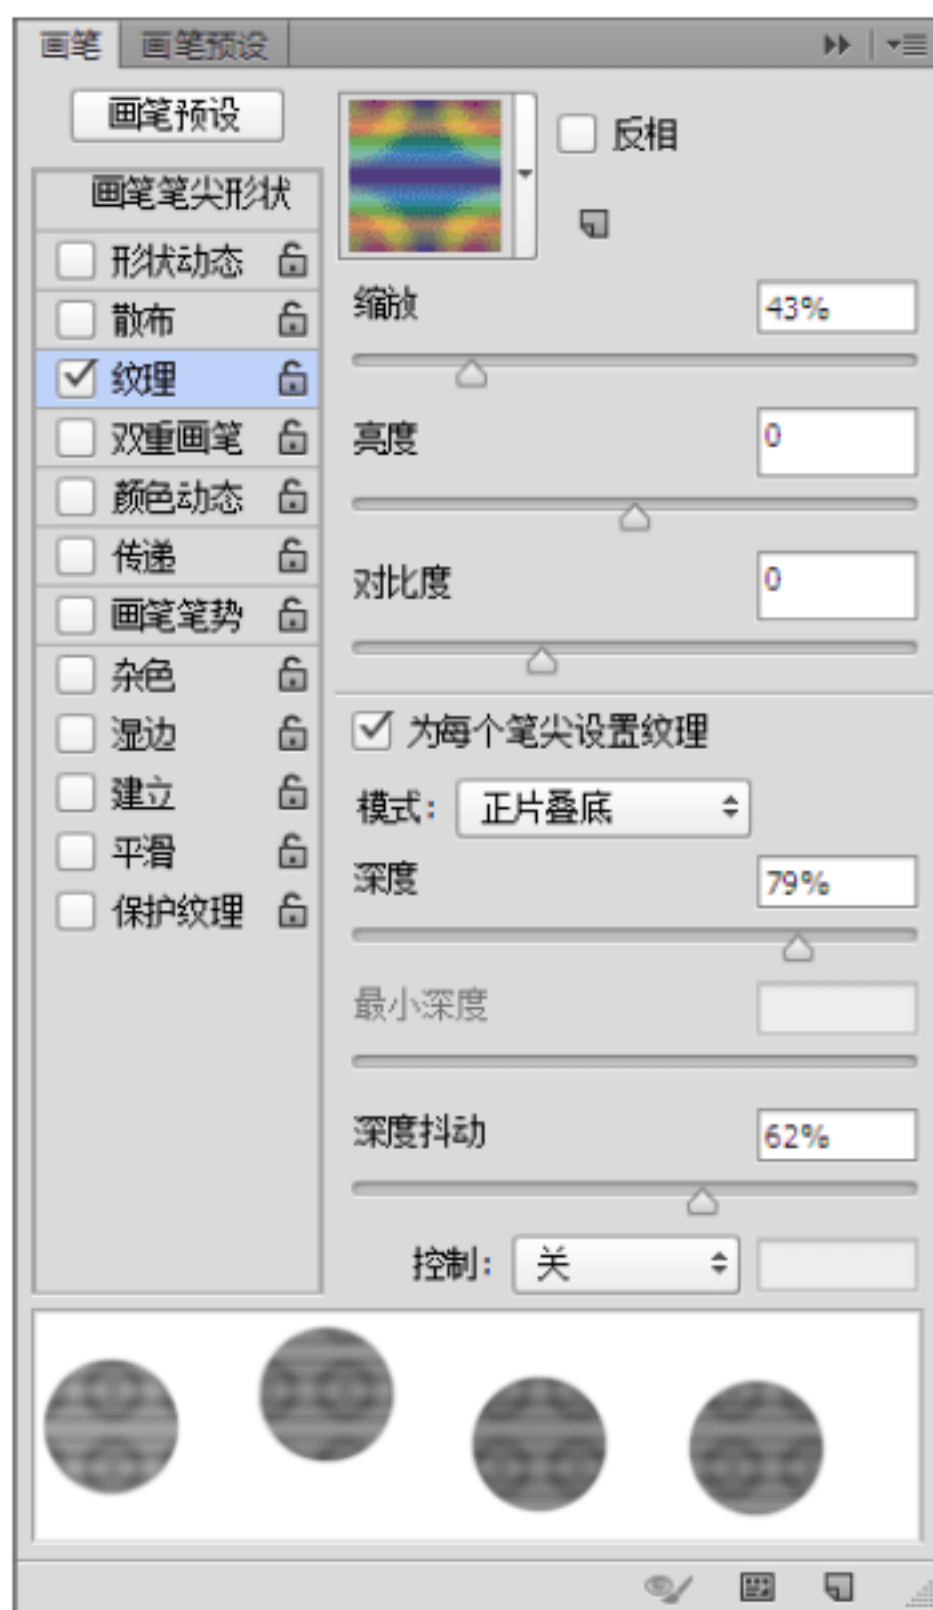 画笔 画笔预设
画笔预设
反相
画笔笔尖形状
形状动态
散布
纹理
双重画笔
颜色动态
传递
画笔笔势
杂色
湿边
建立
平滑
保护纹理
缩放 43%
亮度 0
对比度 0
为每个笔尖设置纹理
模式: 正片叠底
深度 79%
最小深度
深度抖动 62%
控制: 关